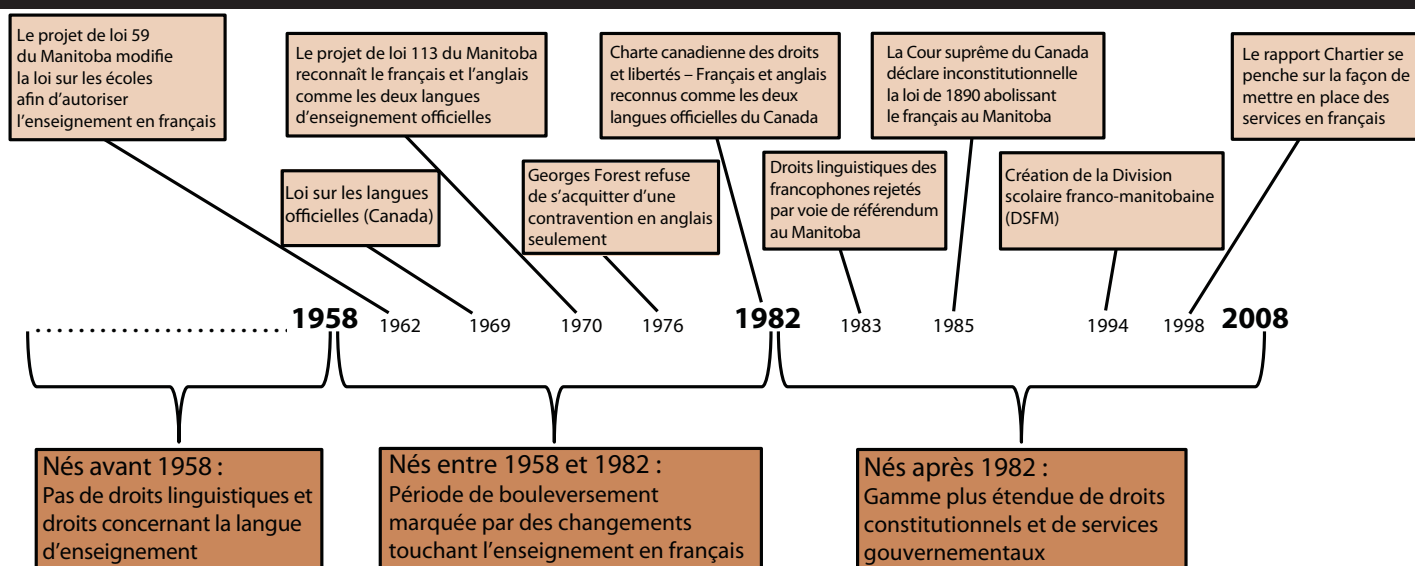 Le projet de loi 59
du Manitoba modifie
la loi sur les écoles
afin d'autoriser
l'enseignement en français
Le projet de loi 113 du Manitoba
reconnaît le français et l'anglais
comme les deux langues
d'enseignement officielles
Charte canadienne des droits
et libertés – Français et anglais
reconnus comme les deux
langues officielles du Canada
La Cour suprême du Canada
déclare inconstitutionnelle
la loi de 1890 abolissant
le français au Manitoba
Le rapport Chartier se
penche sur la façon de
mettre en place des
services en français
Loi sur les langues
officielles (Canada)
Georges Forest refuse
de s'acquitter d'une
contravention en anglais
seulement
Droits linguistiques des
francophones rejetés
par voie de référendum
au Manitoba
Création de la Division
scolaire franco-manitobaine
(DSFM)
1958 1962 1969 1970 1976 1982 1983 1985 1994 1998 2008
Nés avant 1958 :
Pas de droits linguistiques et
droits concernant la langue
d'enseignement
Nés entre 1958 et 1982 :
Période de bouleversement
marquée par des changements
touchant l'enseignement en français
Nés après 1982 :
Gamme plus étendue de droits
constitutionnels et de services
gouvernementaux